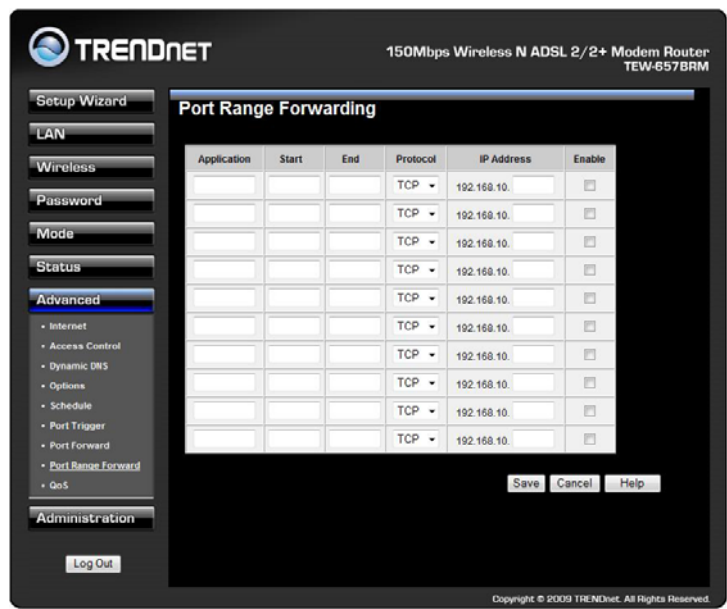 TRENDNET
150Mbps Wireless N ADSL 2/2+ Modem Router
TEW-657BRM
Setup Wizard
LAN
Wireless
Password
Mode
Status
Advanced
• Internet
• Access Control
• Dynamic DNS
• Options
• Schedule
• Port Trigger
• Port Forward
• Port Range Forward
• QoS
Administration
Log Out
Port Range Forwarding
Application Start End Protocol IP Address Enable
TCP 192.168.10.
TCP 192.168.10.
TCP 192.168.10.
TCP 192.168.10.
TCP 192.168.10.
TCP 192.168.10.
TCP 192.168.10.
TCP 192.168.10.
TCP 192.168.10.
TCP 192.168.10.
Save Cancel Help
Copyright © 2009 TRENDnet. All Rights Reserved.